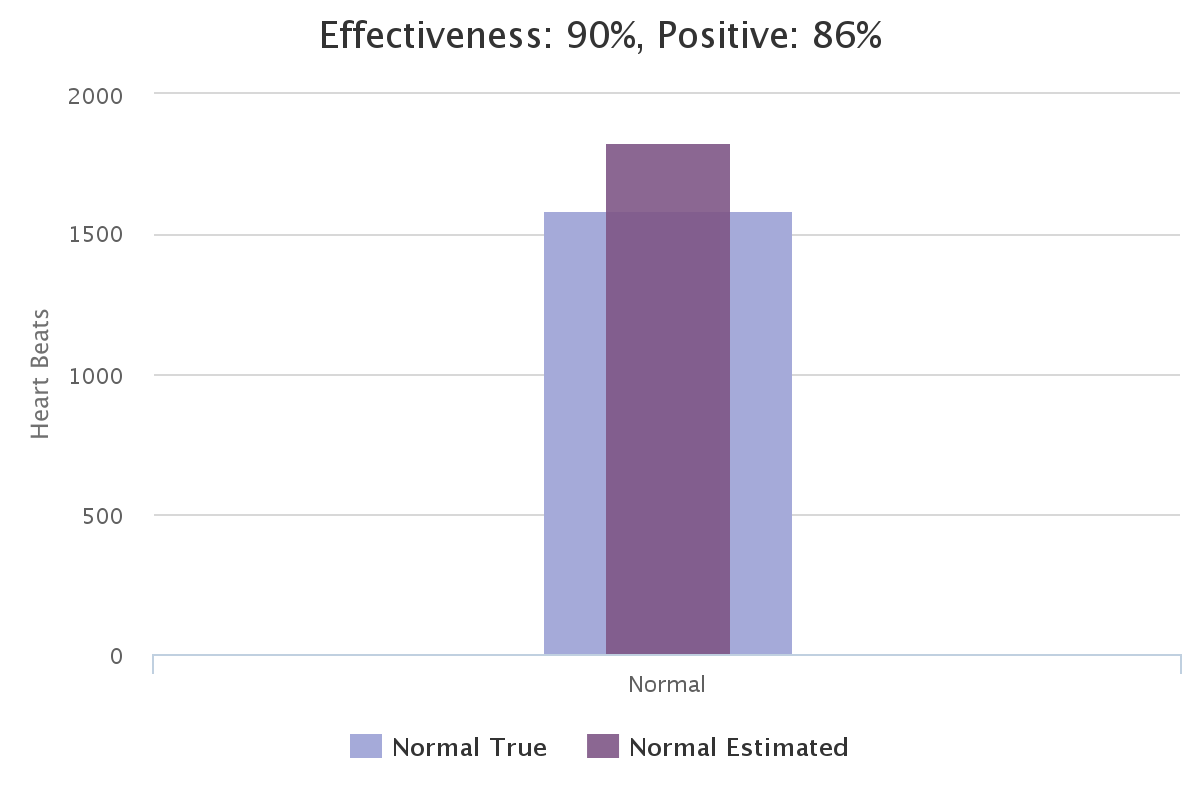 Effectiveness: 90%, Positive: 86%
2000
1500
1000
500
0
Heart Beats
Normal
Normal True
Normal Estimated